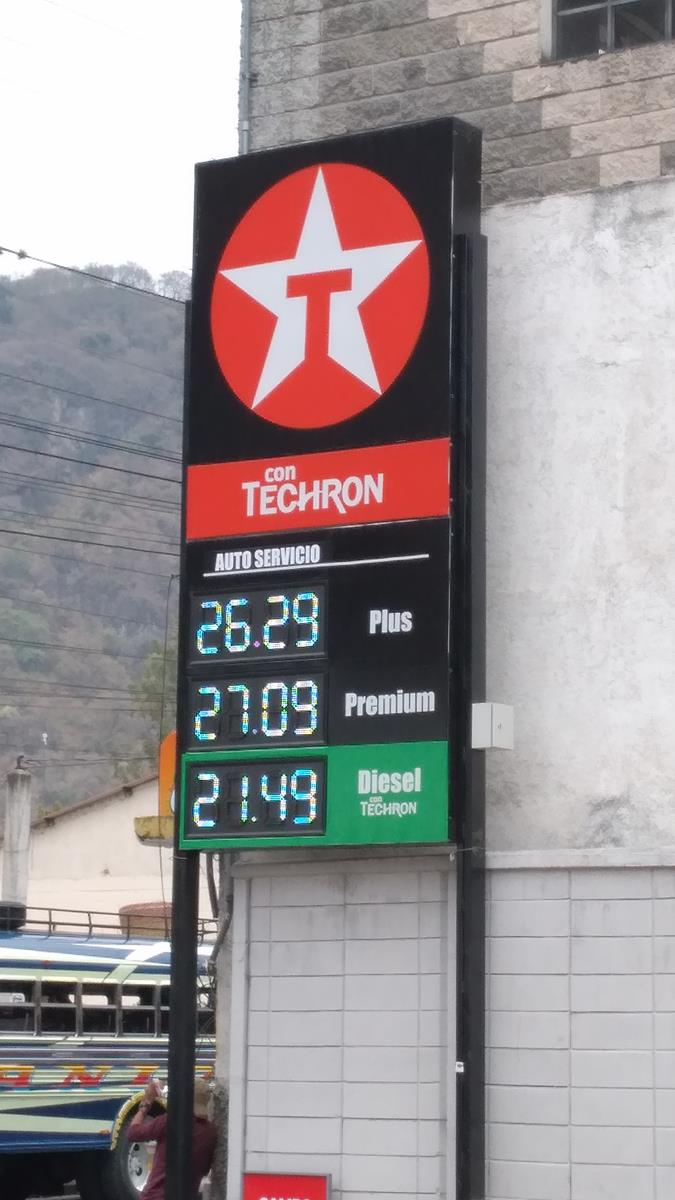 T
con
TECHRON
AUTO SERVICIO
26.29 Plus
27.09 Premium
21.49 Diesel
con
TECHRON